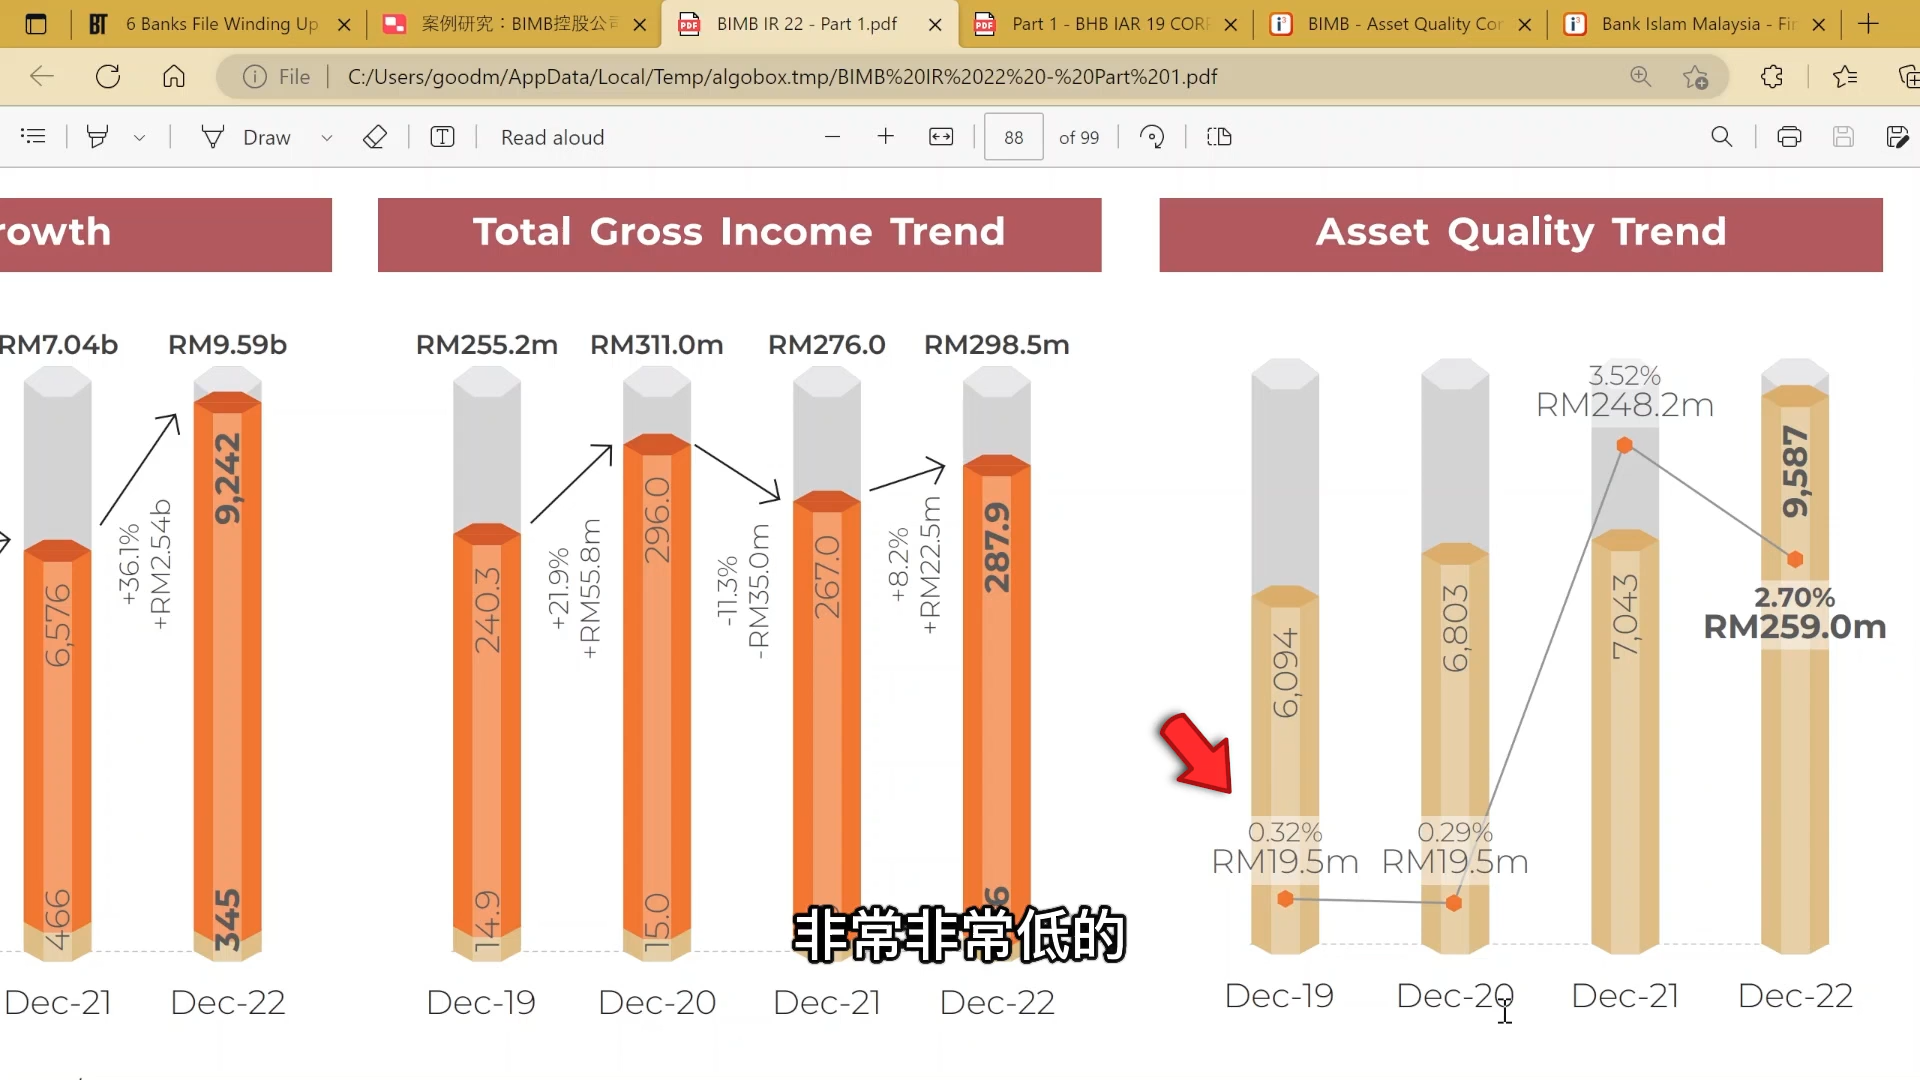 6 Banks File Winding Up
案例研究：BIMB控股公司
BIMB IR 22 - Part 1.pdf
Part 1 - BHB IAR 19 CORP
BIMB - Asset Quality Cor
Bank Islam Malaysia - Fir
File
C:/Users/goodm/AppData/Local/Temp/algobox.tmp/BIMB%20IR%2022%20-%20Part%201.pdf
Draw
Read aloud
88
of 99
rowth
Total Gross Income Trend
Asset Quality Trend
RM7.04b
RM9.59b
6,576
466
+36.1%
+RM2.54b
9,242
345
Dec-21
Dec-22
RM255.2m
RM311.0m
RM276.0
RM298.5m
240.3
14.9
+21.9%
+RM55.8m
296.0
15.0
-11.3%
-RM35.0m
267.0
+8.2%
+RM22.5m
287.9
6
Dec-19
Dec-20
Dec-21
Dec-22
3.52%
RM248.2m
6,094
6,803
7,043
9,587
2.70%
RM259.0m
0.32%
RM19.5m
0.29%
RM19.5m
Dec-19
Dec-20
Dec-21
Dec-22
非常非常低的